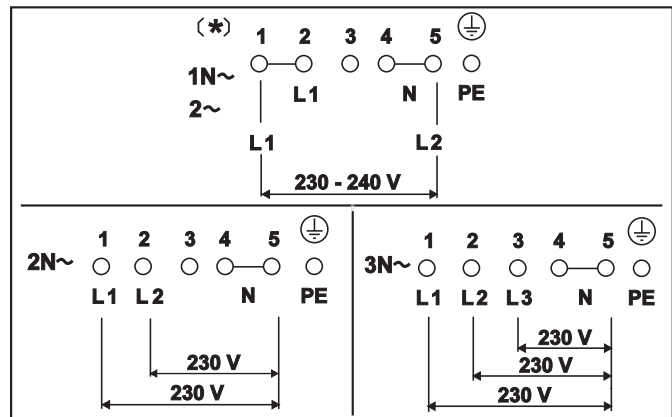 (*) 1 2 3 4 5
1N~ L1 N PE
2~
L1 L2
230 - 240 V
1 2 3 4 5
2N~
L1 L2 N PE
230 V
230 V
1 2 3 4 5
3N~
L1 L2 L3 N PE
230 V
230 V
230 V